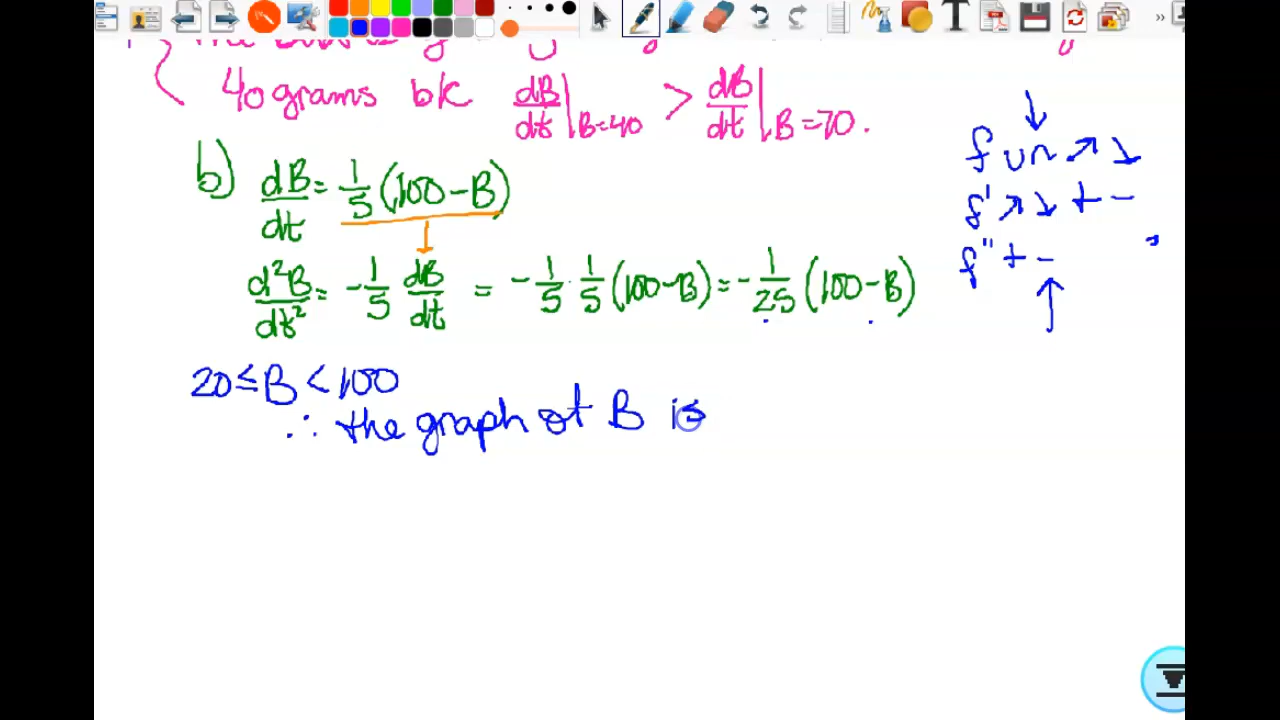 40 grams b/c dB/dt|B=40 > dB/dt|B=70.
b) dB/dt = 1/5 (100-B)
d²B/dt² = -1/5 dB/dt = -1/5 · 1/5 (100-B) = -1/25 (100-B)
20 ≤ B < 100
∴ the graph of B is
f ∪ ∩ ↗ ↘
f' ↗ ↘ + -
f" + -